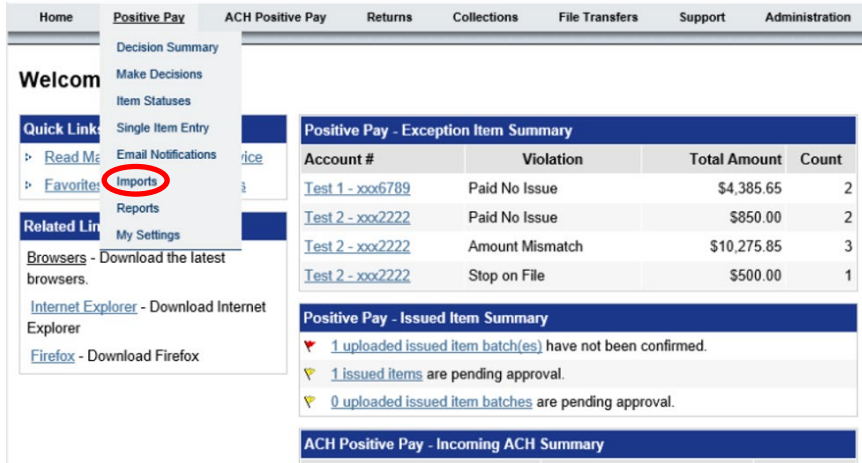 Home Positive Pay ACH Positive Pay Returns Collections File Transfers Support Administration
Decision Summary
Make Decisions
Item Statuses
Single Item Entry
Email Notifications
Imports
Reports
My Settings
Welcom
Quick Link
Read Ma ice
Favorites s
Related Lin
Browsers - Download the latest
browsers.
Internet Explorer - Download Internet
Explorer
Firefox - Download Firefox
Positive Pay - Exception Item Summary
Account # Violation Total Amount Count
Test 1 - xxx6789 Paid No Issue $4,385.65 2
Test 2 - xxx2222 Paid No Issue $850.00 2
Test 2 - xxx2222 Amount Mismatch $10,275.85 3
Test 2 - xxx2222 Stop on File $500.00 1
Positive Pay - Issued Item Summary
1 uploaded issued item batch(es) have not been confirmed.
1 issued items are pending approval.
0 uploaded issued item batches are pending approval.
ACH Positive Pay - Incoming ACH Summary